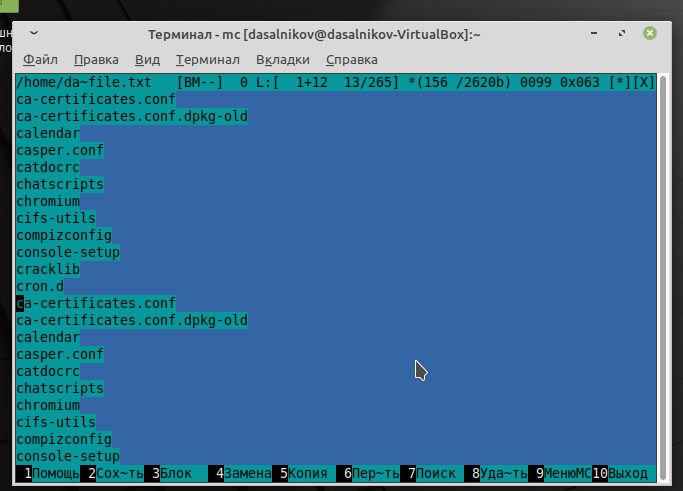 шн
ло
Терминал - mc [dasalnikov@dasalnikov-VirtualBox]:~
Файл Правка Вид Терминал Вкладки Справка
/home/da~file.txt [BM--] 0 L:[ 1+12 13/265] *(156 /2620b) 0099 0x063 [*][X]
ca-certificates.conf
ca-certificates.conf.dpkg-old
calendar
casper.conf
catdocrc
chatscripts
chromium
cifs-utils
compizconfig
console-setup
cracklib
cron.d
ca-certificates.conf
ca-certificates.conf.dpkg-old
calendar
casper.conf
catdocrc
chatscripts
chromium
cifs-utils
compizconfig
console-setup
1Помощь 2Сох~ть 3Блок 4Замена 5Копия 6Пер~ть 7Поиск 8Уда~ть 9МенюМС 10Выход